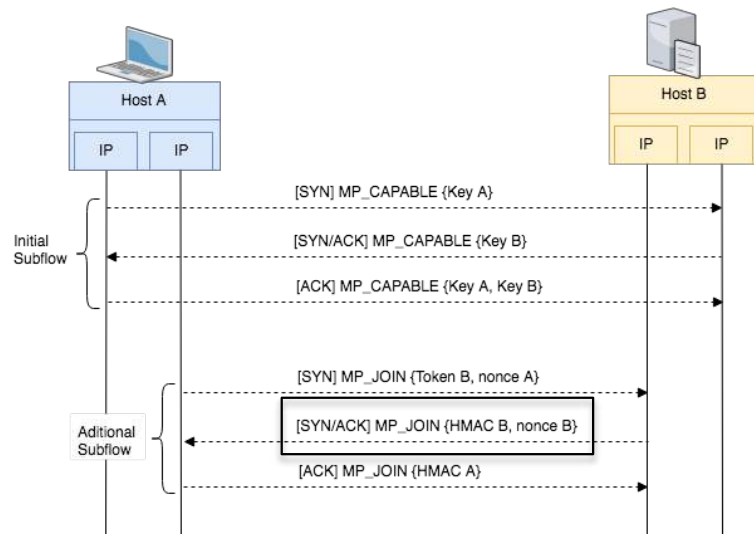 Host A
Host B
IP
IP
IP
IP
[SYN] MP_CAPABLE {Key A}
Initial
Subflow
[SYN/ACK] MP_CAPABLE {Key B}
[ACK] MP_CAPABLE {Key A, Key B}
[SYN] MP_JOIN {Token B, nonce A}
Aditional
Subflow
[SYN/ACK] MP_JOIN {HMAC B, nonce B}
[ACK] MP_JOIN {HMAC A}